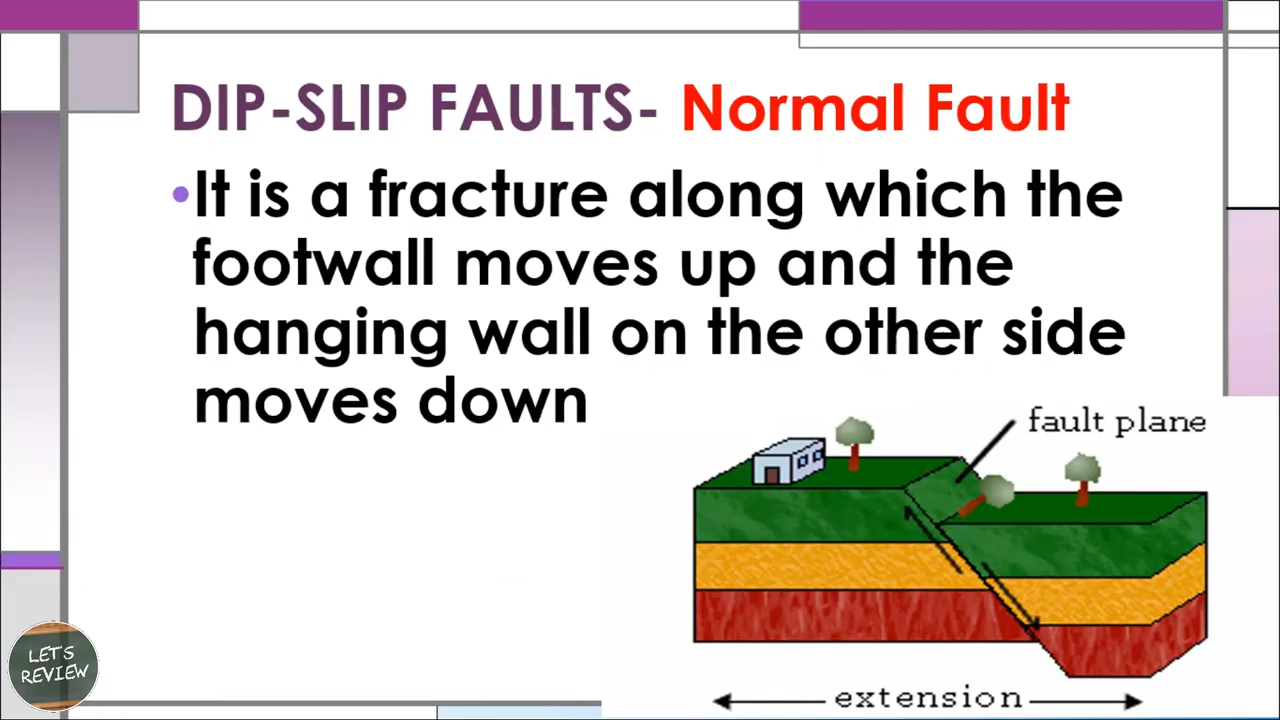 DIP-SLIP FAULTS- Normal Fault
•It is a fracture along which the
footwall moves up and the
hanging wall on the other side
moves down
fault plane
extension
LET'S
REVIEW